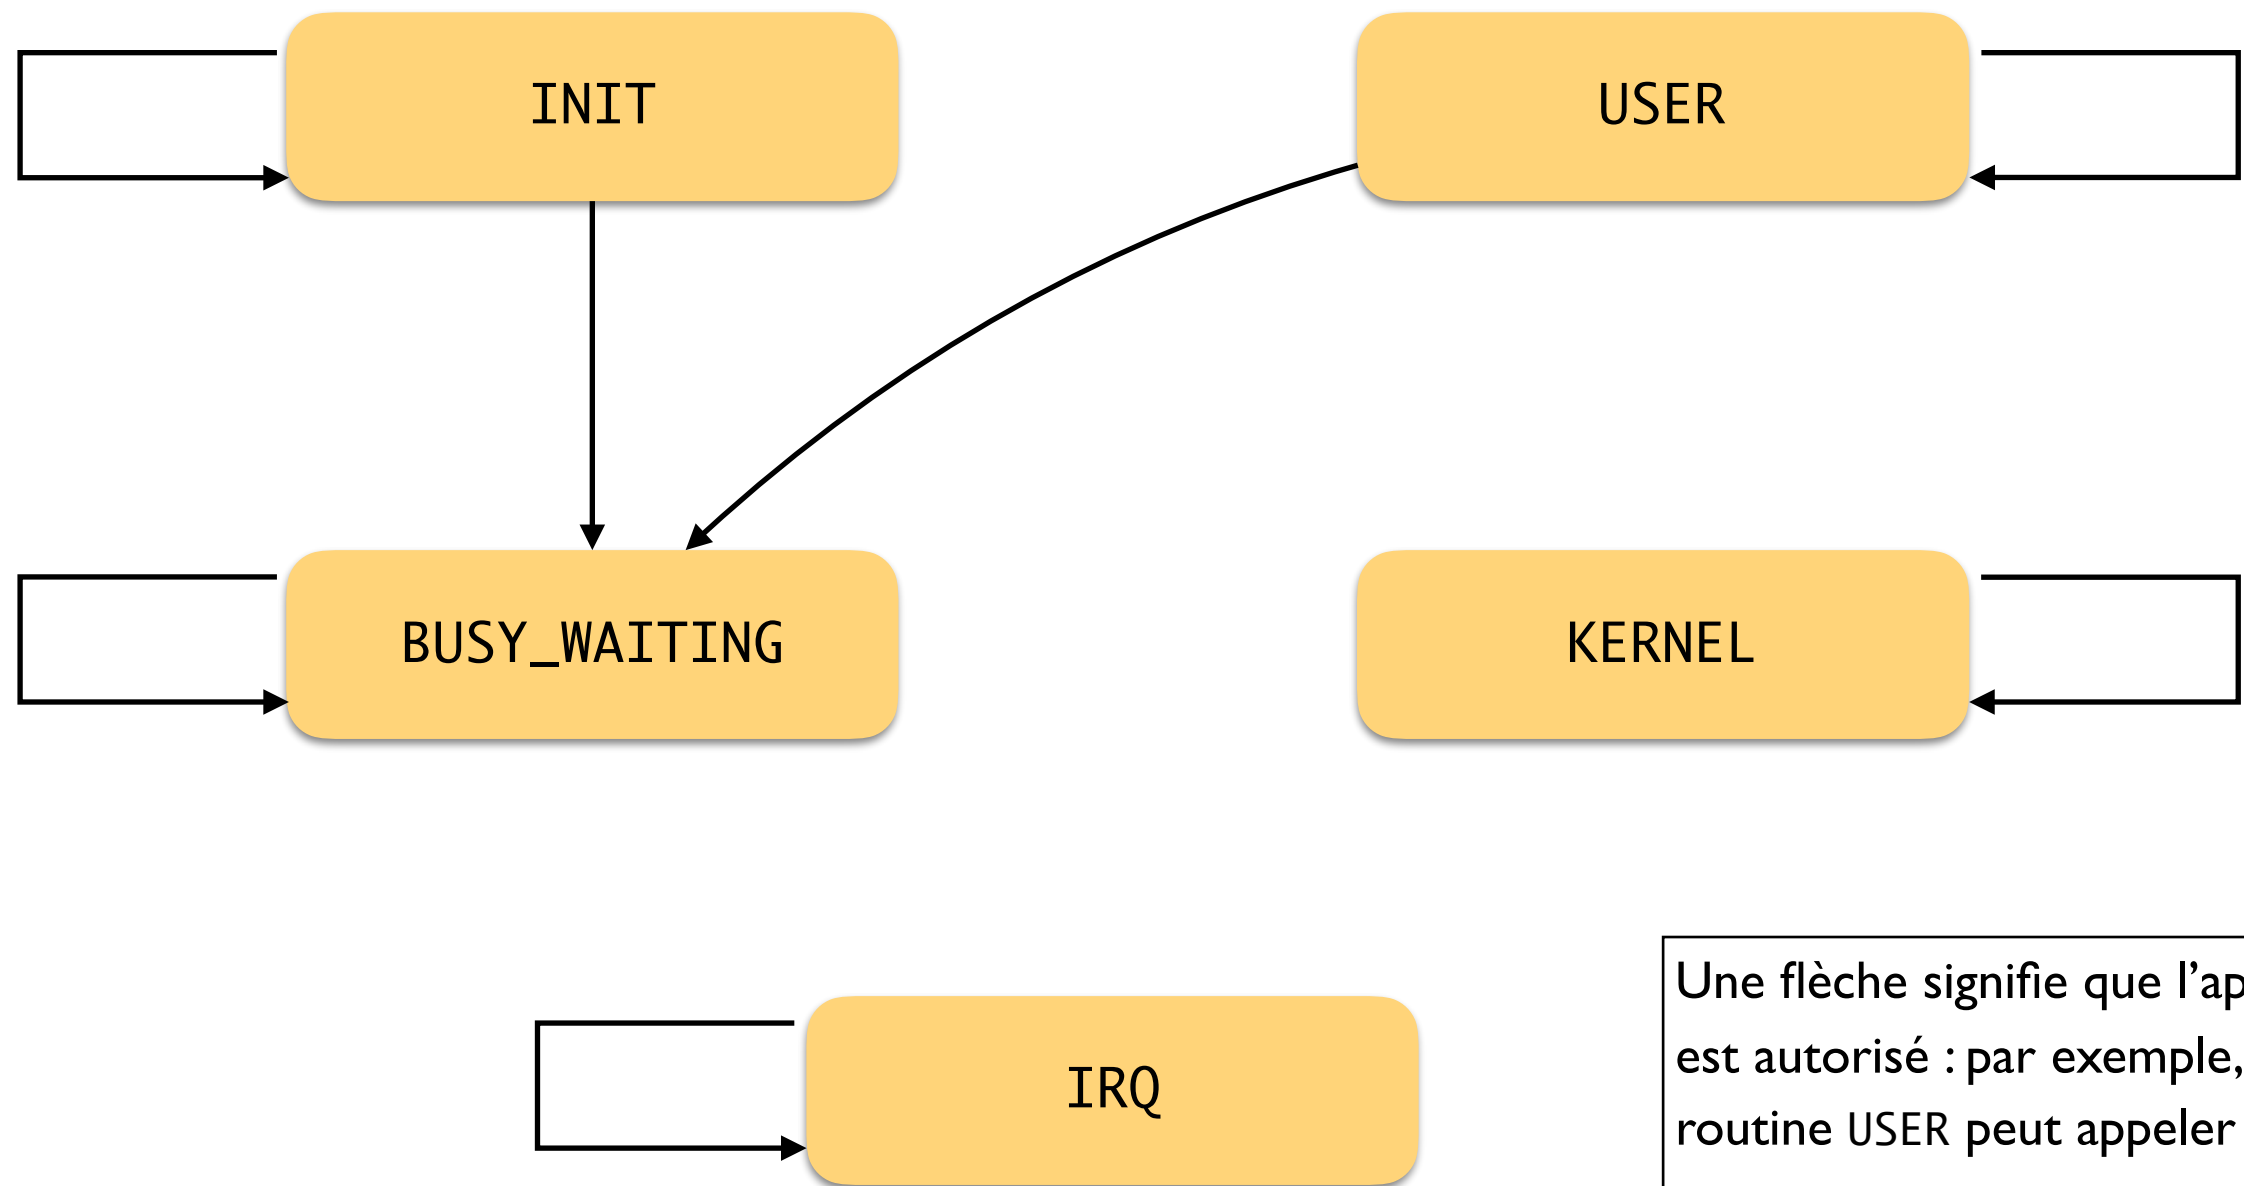 INIT
USER
BUSY_WAITING
KERNEL
IRQ
Une flèche signifie que l’ap
est autorisé : par exemple,
routine USER peut appeler